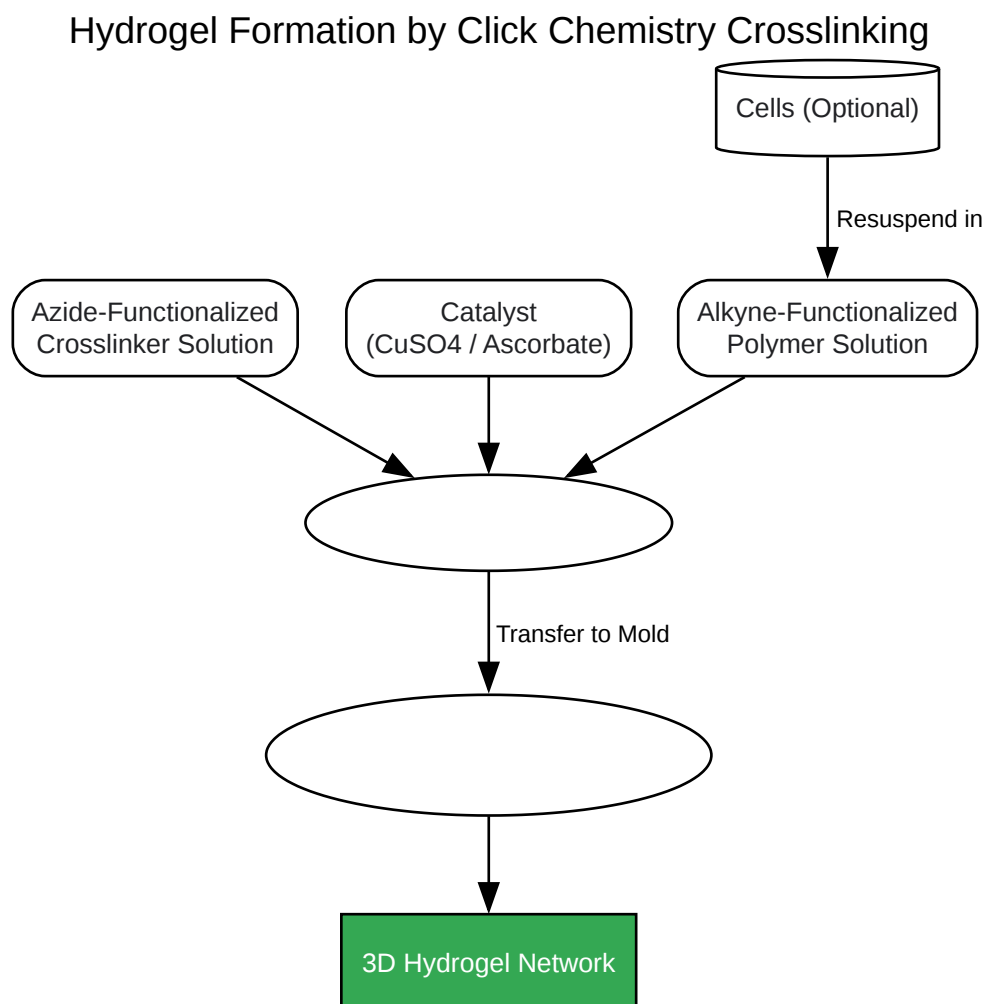 Hydrogel Formation by Click Chemistry Crosslinking
Cells (Optional)
Resuspend in
Azide-Functionalized
Crosslinker Solution
Catalyst
(CuSO4 / Ascorbate)
Alkyne-Functionalized
Polymer Solution
Transfer to Mold
3D Hydrogel Network